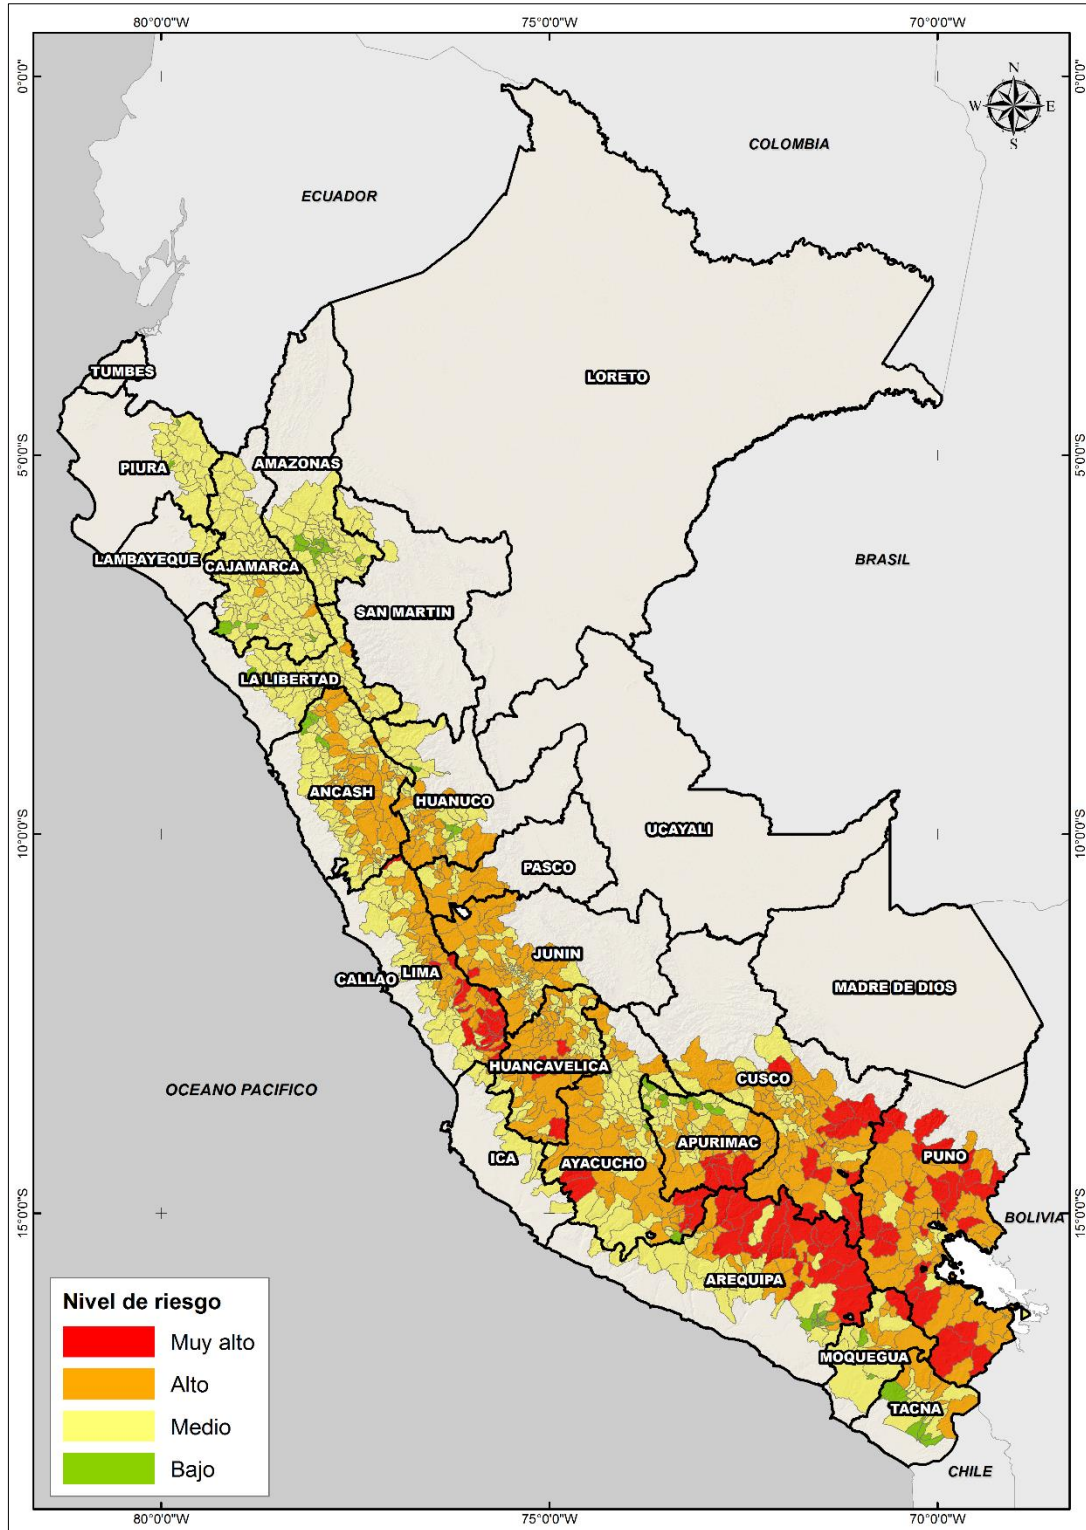 80°0'0"W 75°0'0"W 70°0'0"W
0°0'0" 0°0'0"
N
W E
S
COLOMBIA
ECUADOR
TUMBES
LORETO
5°0'0"S 5°0'0"S
PIURA
AMAZONAS
LAMBAYEQUE
CAJAMARCA
BRASIL
SAN MARTIN
LA LIBERTAD
ANCASH
HUANUCO
UCAYALI
10°0'0"S 10°0'0"S
PASCO
JUNIN
CALLAO
LIMA
MADRE DE DIOS
HUANCAVELICA
CUSCO
OCEANO PACIFICO
APURIMAC
ICA
AYACUCHO
PUNO
15°0'0"S 15°0'0"S
BOLIVIA
AREQUIPA
Nivel de riesgo
Muy alto
Alto
Medio
Bajo
MOQUEGUA
TACNA
CHILE
80°0'0"W 75°0'0"W 70°0'0"W